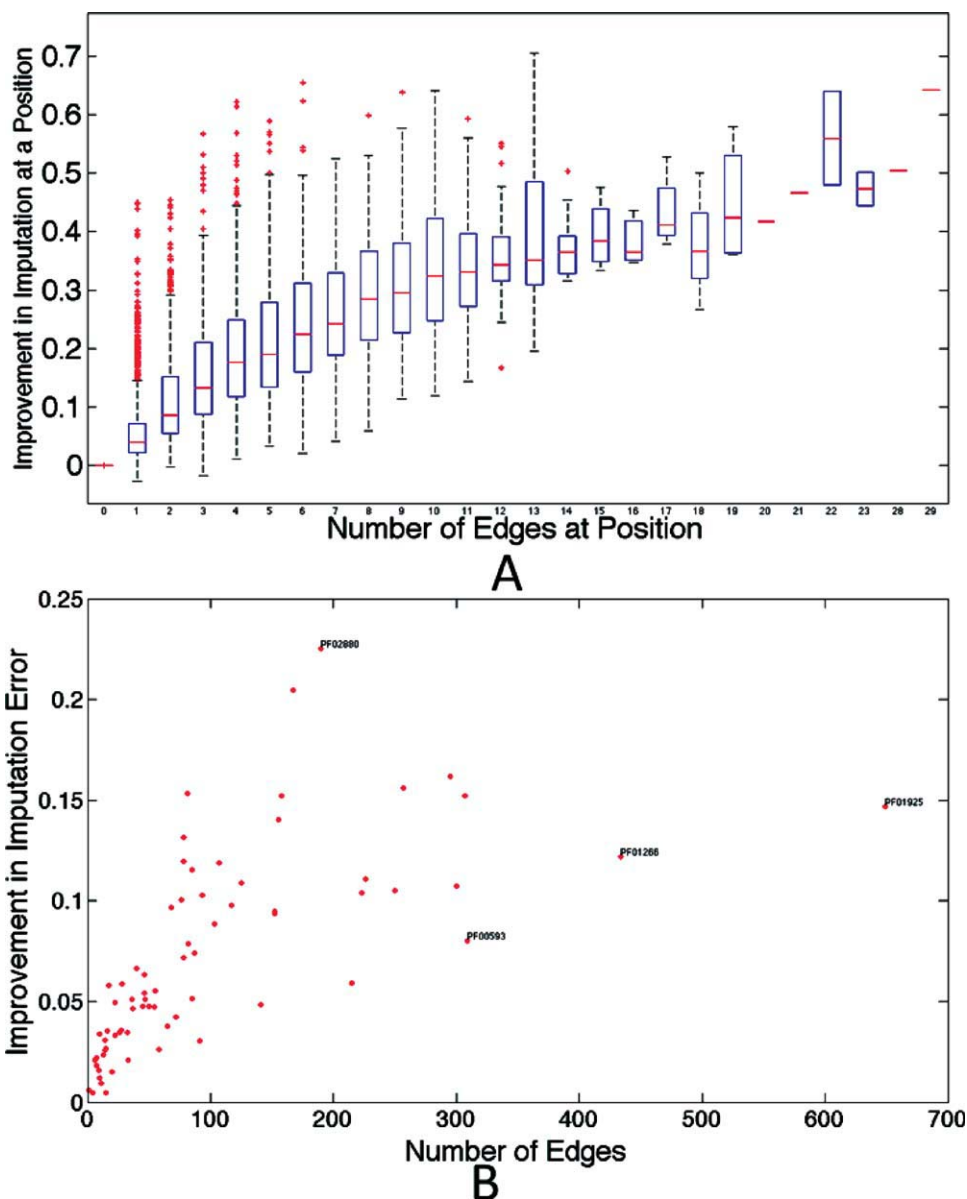 Improvement in Imputation at a Position
0.7
0.6
0.5
0.4
0.3
0.2
0.1
0
0 1 2 3 4 5 6 7 8 9 10 11 12 13 14 15 16 17 18 19 20 21 22 23 28 29
Number of Edges at Position
A
Improvement in Imputation Error
0.25
0.2
0.15
0.1
0.05
0
PF02880
PF01925
PF01266
PF00593
0 100 200 300 400 500 600 700
Number of Edges
B